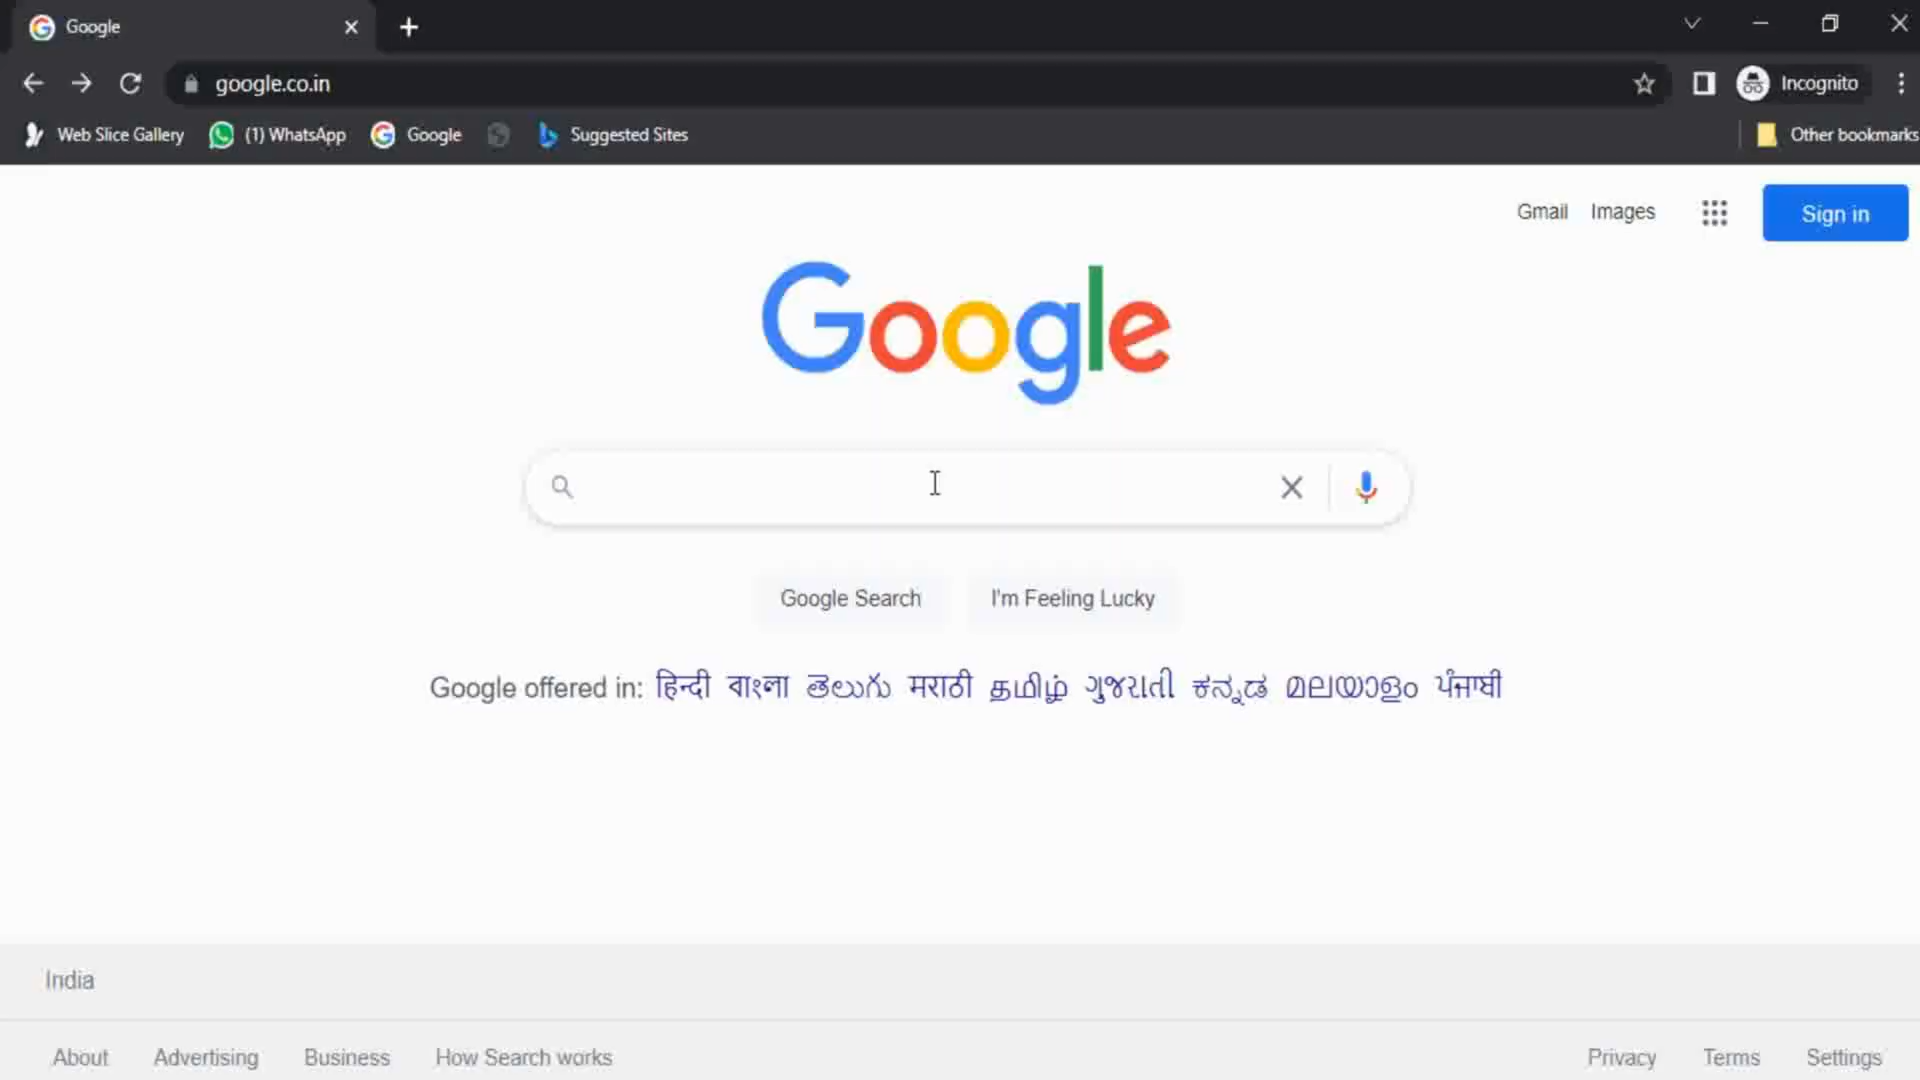 Google
google.co.in
Incognito
Web Slice Gallery (1) WhatsApp Google Suggested Sites Other bookmarks
Gmail Images Sign in
Google
Google Search I'm Feeling Lucky
Google offered in: हिन्दी বাংলা తెలుగు मराठी தமிழ் ગુજરાતી ಕನ್ನಡ മലയാളം ਪੰਜਾਬੀ
India
About Advertising Business How Search works Privacy Terms Settings